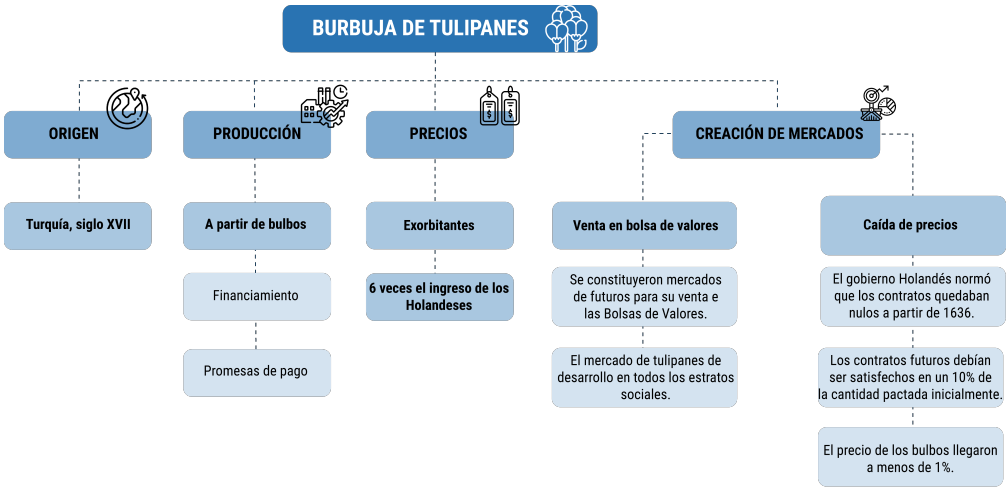 BURBUJA DE TULIPANES
ORIGEN
Turquía, siglo XVII
PRODUCCIÓN
A partir de bulbos
Financiamiento
Promesas de pago
PRECIOS
$
$
Exorbitantes
6 veces el ingreso de los
Holandeses
CREACIÓN DE MERCADOS
Venta en bolsa de valores
Se constituyeron mercados
de futuros para su venta e
las Bolsas de Valores.
El mercado de tulipanes de
desarrollo en todos los estratos
sociales.
Caída de precios
El gobierno Holandés normó
que los contratos quedaban
nulos a partir de 1636.
Los contratos futuros debían
ser satisfechos en un 10% de
la cantidad pactada inicialmente.
El precio de los bulbos llegaron
a menos de 1%.